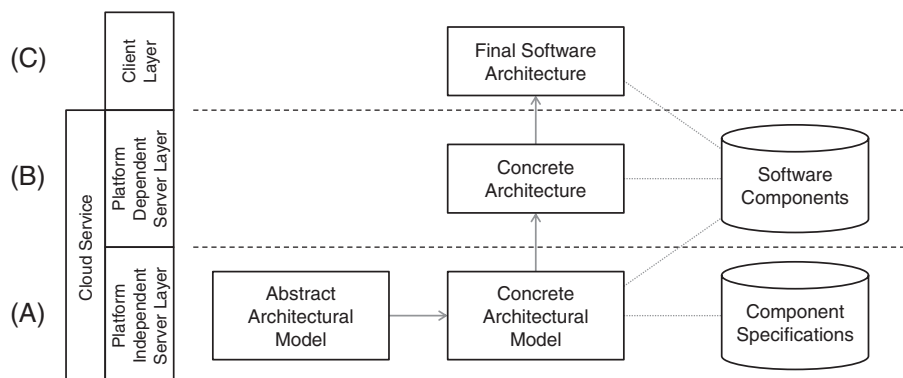 (C)
Client
Layer
Final Software
Architecture
Cloud Service
(B)
Platform
Dependent
Server Layer
Concrete
Architecture
Software
Components
(A)
Platform
Independent
Server Layer
Abstract
Architectural
Model
Concrete
Architectural
Model
Component
Specifications